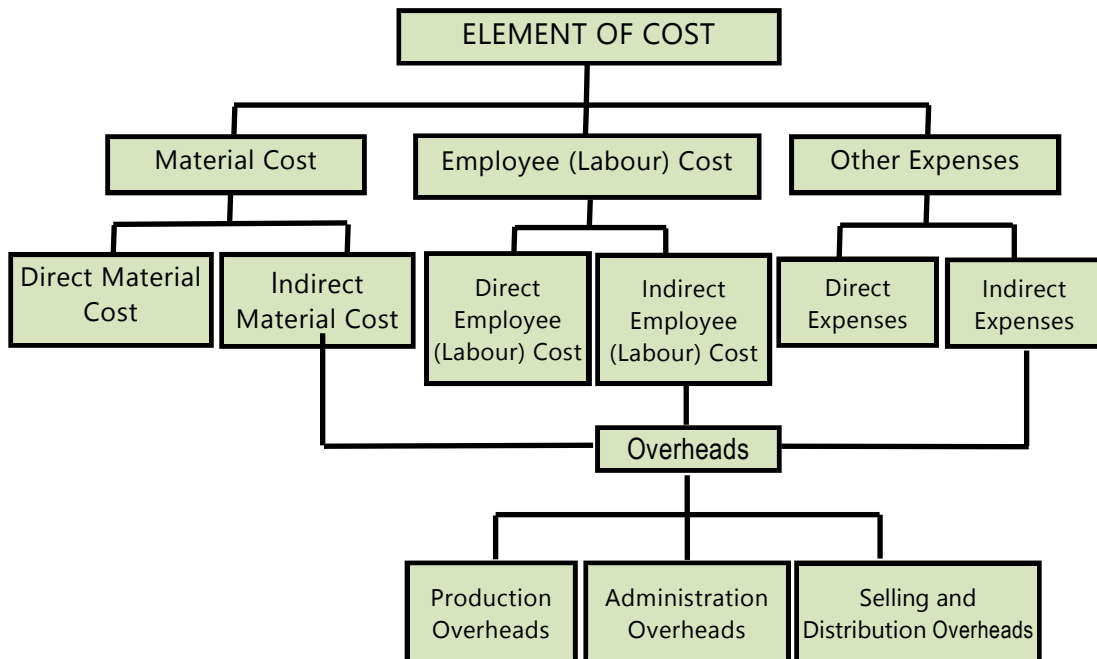 ELEMENT OF COST
Material Cost
Employee (Labour) Cost
Other Expenses
Direct Material
Cost
Indirect
Material Cost
Direct
Employee
(Labour) Cost
Indirect
Employee
(Labour) Cost
Direct
Expenses
Indirect
Expenses
Overheads
Production
Overheads
Administration
Overheads
Selling and
Distribution Overheads